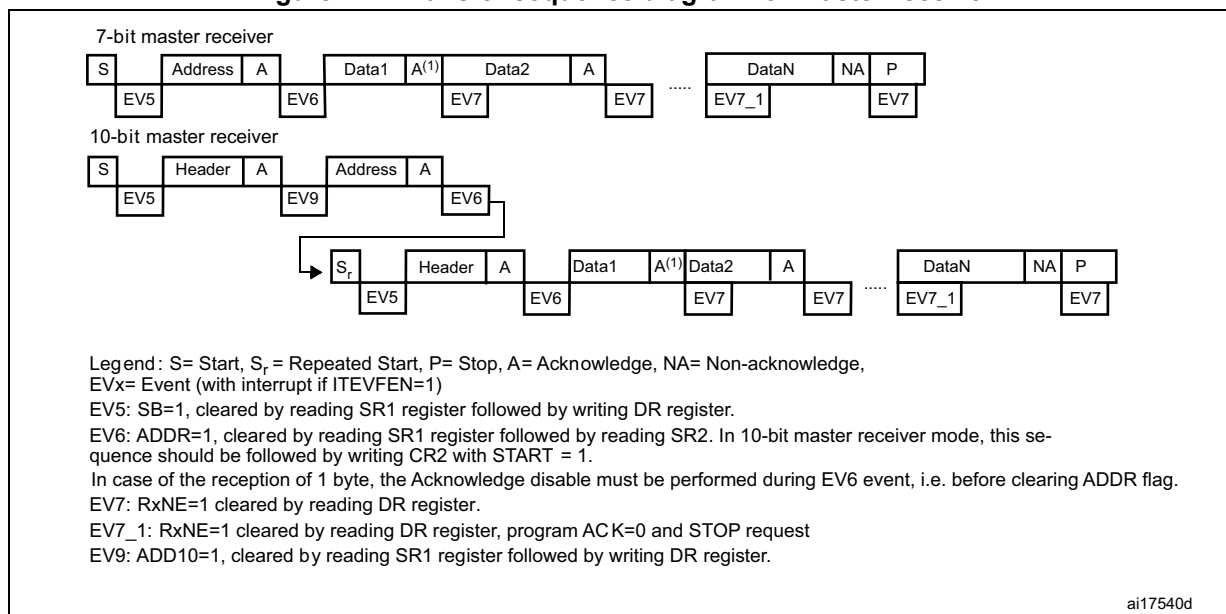 7-bit master receiver
S Address A Data1 A(1) Data2 A ..... DataN NA P
EV5 EV6 EV7 EV7 EV7_1 EV7
10-bit master receiver
S Header A Address A
EV5 EV9 EV6
Sr Header A Data1 A(1) Data2 A ..... DataN NA P
EV5 EV6 EV7 EV7 EV7_1 EV7
Legend: S= Start, Sr = Repeated Start, P= Stop, A= Acknowledge, NA= Non-acknowledge,
EVx= Event (with interrupt if ITEVFEN=1)
EV5: SB=1, cleared by reading SR1 register followed by writing DR register.
EV6: ADDR=1, cleared by reading SR1 register followed by reading SR2. In 10-bit master receiver mode, this se-
quence should be followed by writing CR2 with START = 1.
In case of the reception of 1 byte, the Acknowledge disable must be performed during EV6 event, i.e. before clearing ADDR flag.
EV7: RxNE=1 cleared by reading DR register.
EV7_1: RxNE=1 cleared by reading DR register, program ACK=0 and STOP request
EV9: ADD10=1, cleared by reading SR1 register followed by writing DR register.
ai17540d